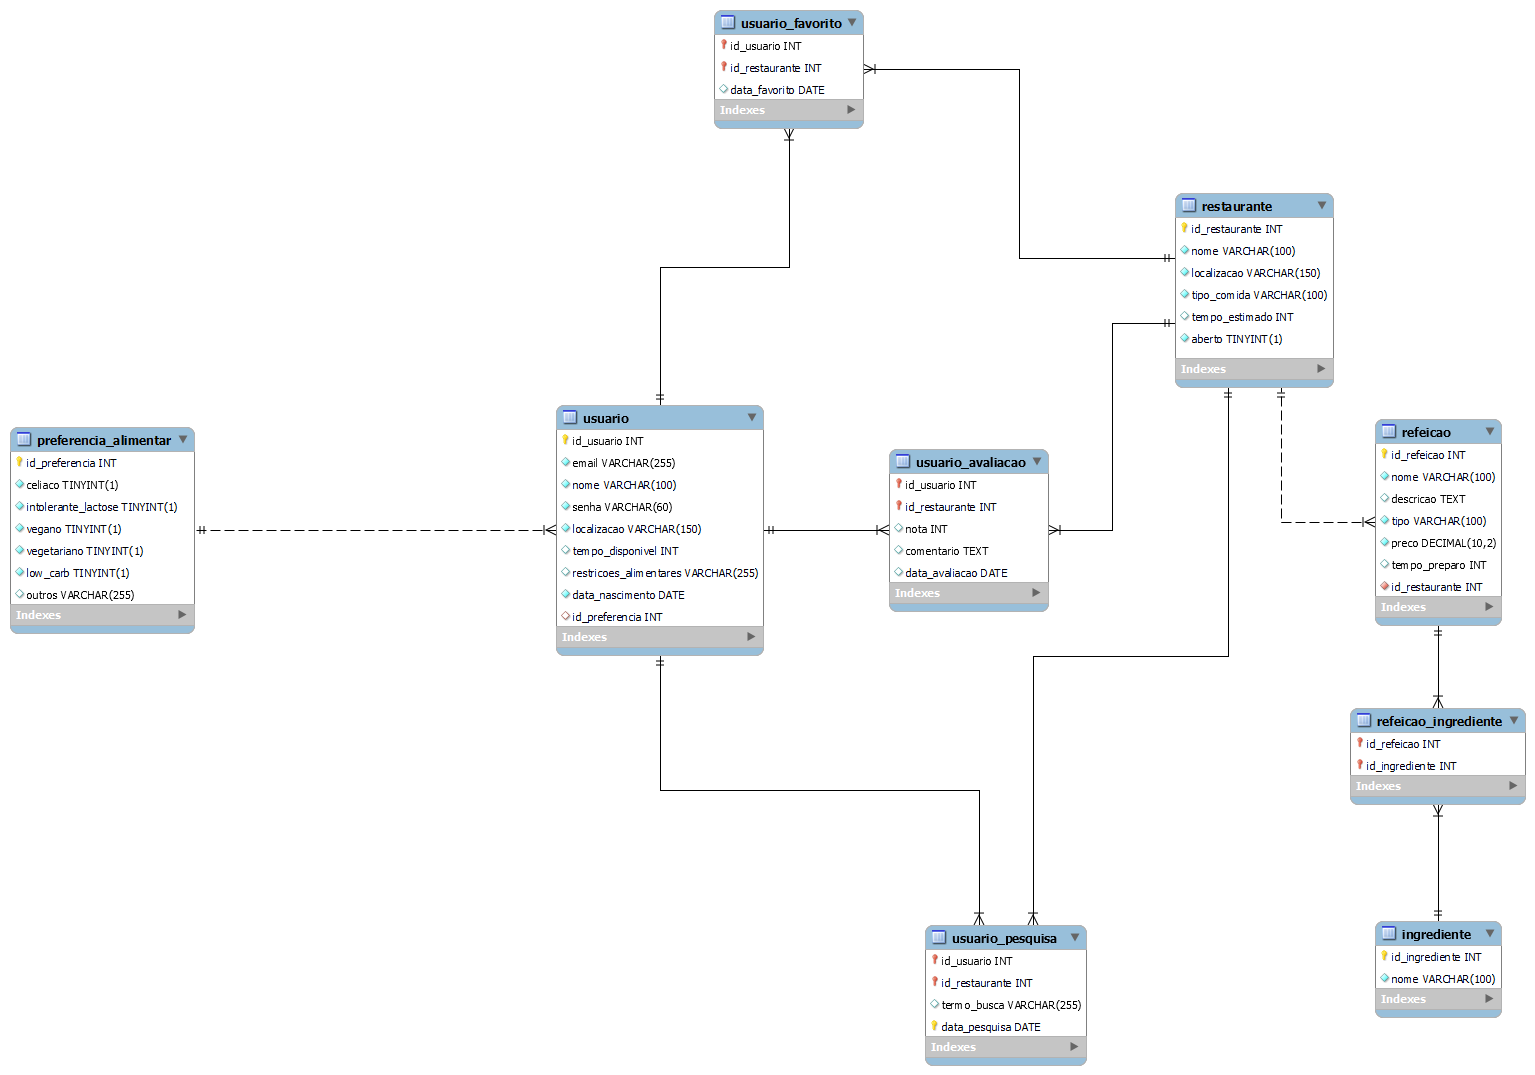 usuario_favorito
id_usuario INT
id_restaurante INT
data_favorito DATE
Indexes
restaurante
id_restaurante INT
nome VARCHAR(100)
localizacao VARCHAR(150)
tipo_comida VARCHAR(100)
tempo_estimado INT
aberto TINYINT(1)
Indexes
preferencia_alimentar
id_preferencia INT
celiaco TINYINT(1)
intolerante_lactose TINYINT(1)
vegano TINYINT(1)
vegetariano TINYINT(1)
low_carb TINYINT(1)
outros VARCHAR(255)
Indexes
usuario
id_usuario INT
email VARCHAR(255)
nome VARCHAR(100)
senha VARCHAR(60)
localizacao VARCHAR(150)
tempo_disponivel INT
restricoes_alimentares VARCHAR(255)
data_nascimento DATE
id_preferencia INT
Indexes
usuario_avaliacao
id_usuario INT
id_restaurante INT
nota INT
comentario TEXT
data_avaliacao DATE
Indexes
refeicao
id_refeicao INT
nome VARCHAR(100)
descricao TEXT
tipo VARCHAR(100)
preco DECIMAL(10,2)
tempo_preparo INT
id_restaurante INT
Indexes
refeicao_ingrediente
id_refeicao INT
id_ingrediente INT
Indexes
usuario_pesquisa
id_usuario INT
id_restaurante INT
termo_busca VARCHAR(255)
data_pesquisa DATE
Indexes
ingrediente
id_ingrediente INT
nome VARCHAR(100)
Indexes